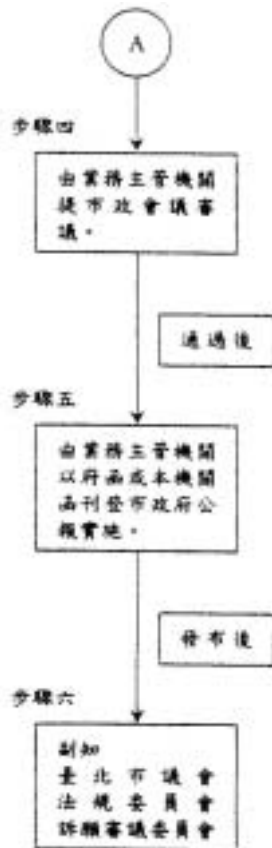 A
步驟四
由業務主管機關
提市政會議審
議。
通過後
步驟五
由業務主管機關
以府函或本機關
函刊登市政府公
報實施。
發布後
步驟六
副知
臺北市議會
法規委員會
訴願審議委員會